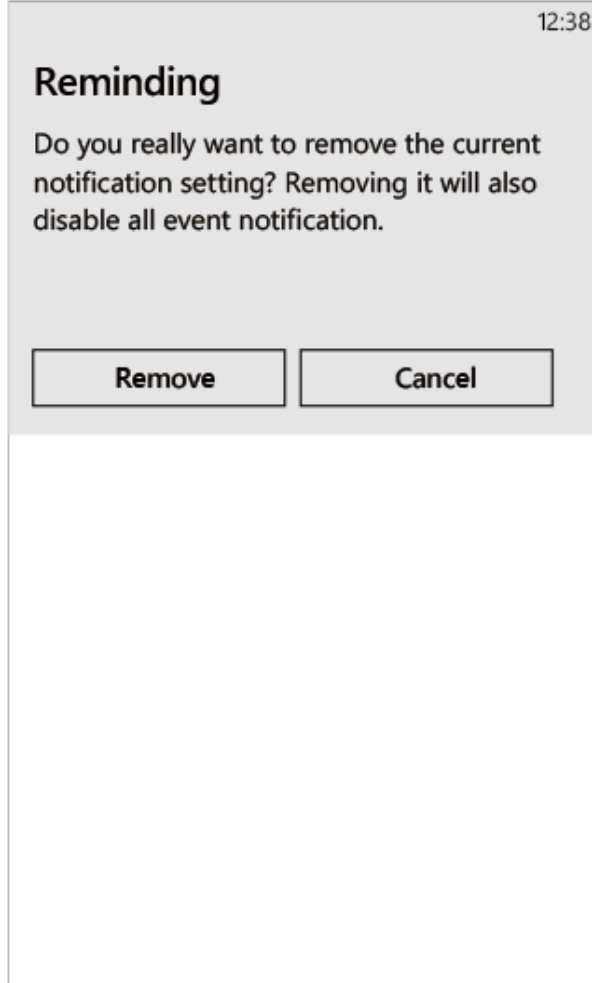 12:38
Reminding
Do you really want to remove the current
notification setting? Removing it will also
disable all event notification.
Remove Cancel